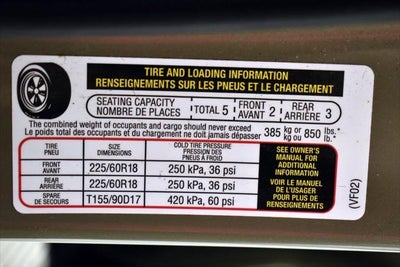 TIRE AND LOADING INFORMATION
RENSEIGNEMENTS SUR LES PNEUS ET LE CHARGEMENT
SEATING CAPACITY
NOMBRE DE PLACES
TOTAL 5
FRONT
AVANT 2
REAR
ARRIÈRE 3
The combined weight of occupants and cargo should never exceed
Le poids total des occupants et du chargement ne doit jamais dépasser
385 kg or 850 lbs.
kg ou lb.
TIRE
PNEU
SIZE
DIMENSIONS
COLD TIRE PRESSURE
PRESSION DES
PNEUS À FROID
FRONT
AVANT
225/60R18
250 kPa, 36 psi
REAR
ARRIÈRE
225/60R18
250 kPa, 36 psi
SPARE
DE SECOURS
T155/90D17
420 kPa, 60 psi
SEE OWNER'S
MANUAL FOR
ADDITIONAL
INFORMATION
VOIR LE MANUEL
DE L'USAGER
POUR PLUS DE
RENSEIGNEMENTS
(VF02)